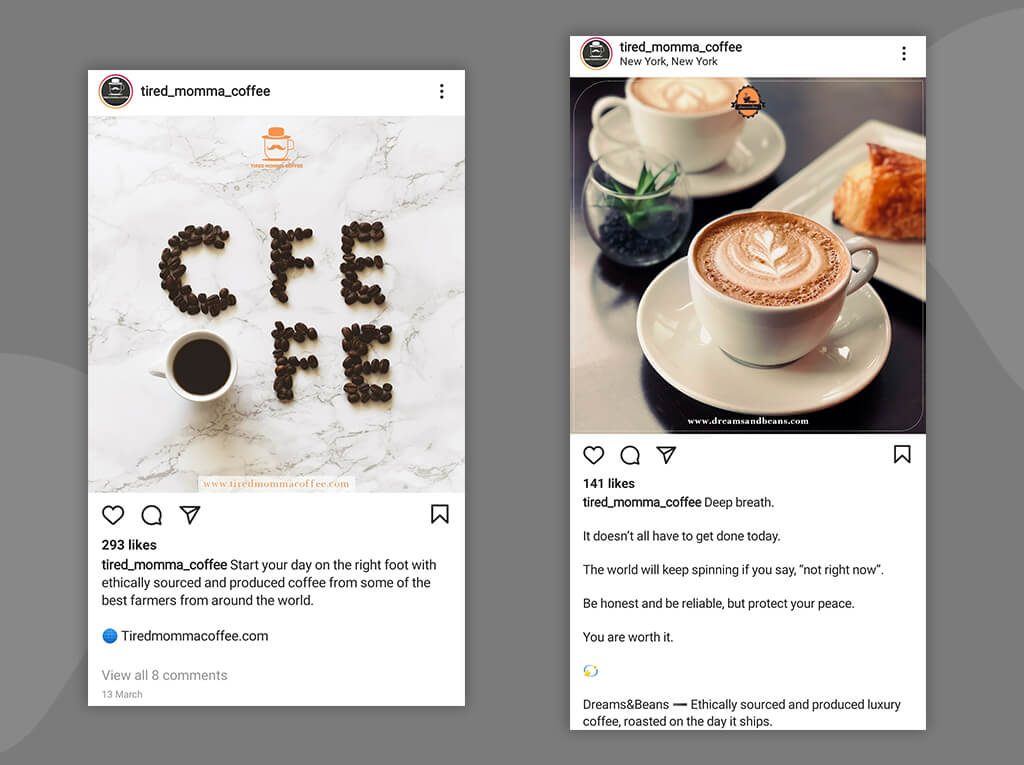 tired_momma_coffee
TIRED MOMMA COFFEE
C FE
FE
www.tiredmommacoffee.com
293 likes
tired_momma_coffee Start your day on the right foot with
ethically sourced and produced coffee from some of the
best farmers from around the world.
🌐 Tiredmommacoffee.com
View all 8 comments
13 March
tired_momma_coffee
New York, New York
www.dreamsandbeans.com
141 likes
tired_momma_coffee Deep breath.
It doesn’t all have to get done today.
The world will keep spinning if you say, “not right now”.
Be honest and be reliable, but protect your peace.
You are worth it.
💫
Dreams&Beans ➖ Ethically sourced and produced luxury
coffee, roasted on the day it ships.